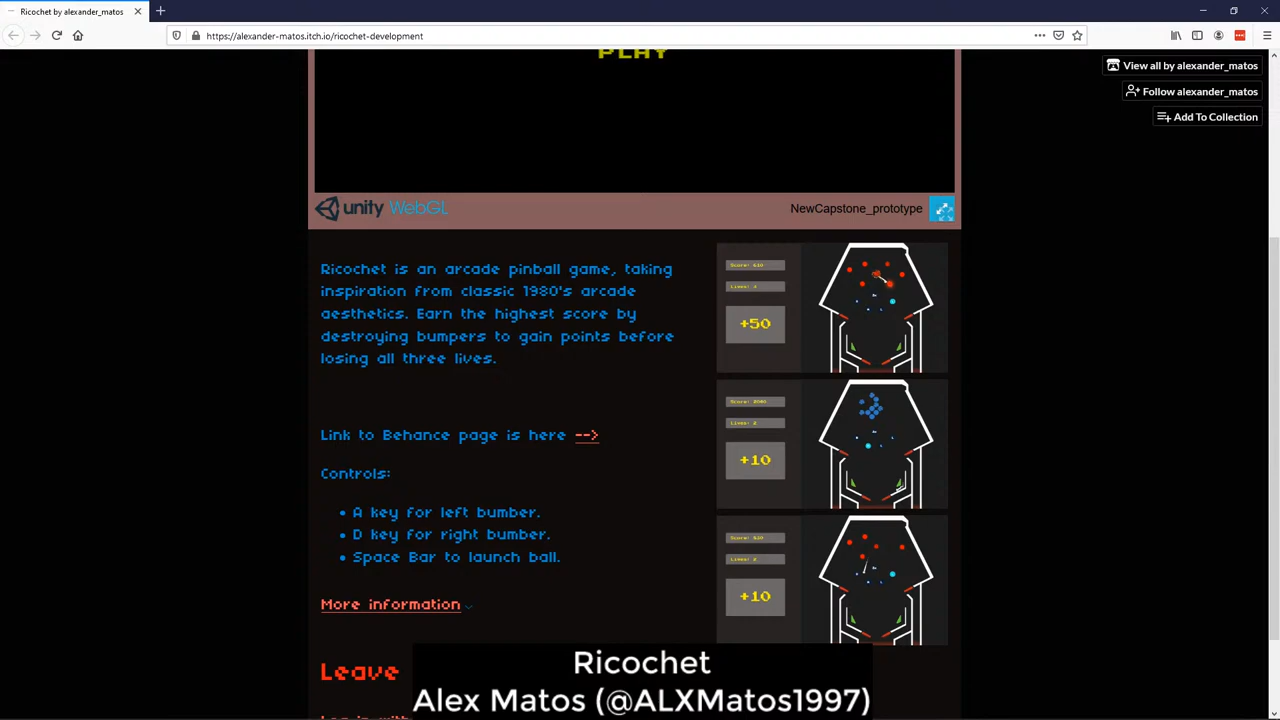 Ricochet by alexander_matos
https://alexander-matos.itch.io/ricochet-development
PLAY
View all by alexander_matos
Follow alexander_matos
Add To Collection
unity WebGL
NewCapstone_prototype
Ricochet is an arcade pinball game, taking
inspiration from classic 1980's arcade
aesthetics. Earn the highest score by
destroying bumpers to gain points before
losing all three lives.
Link to Behance page is here -->
Controls:
• A key for left bumber.
• D key for right bumber.
• Space Bar to launch ball.
More information
+50
+10
+10
Leave
Ricochet
Alex Matos (@ALXMatos1997)